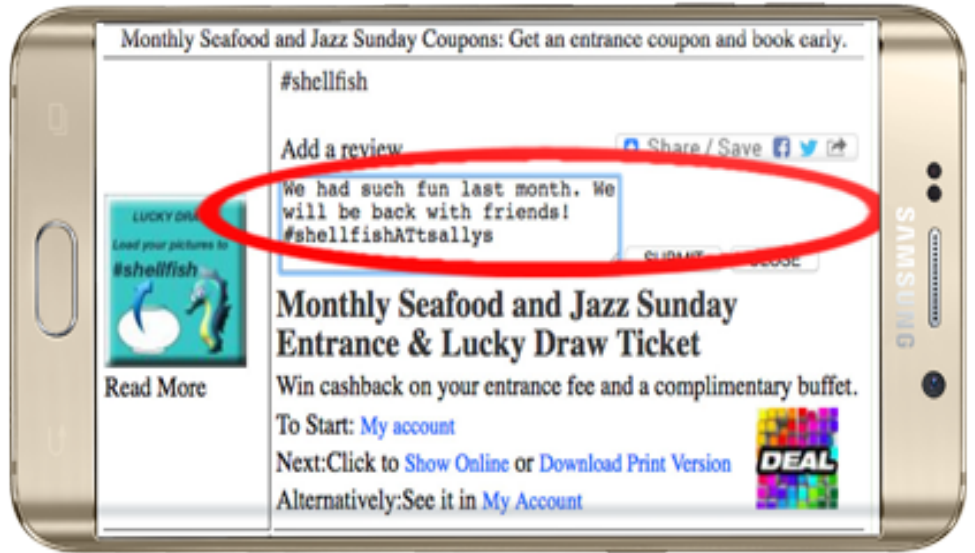 Monthly Seafood and Jazz Sunday Coupons: Get an entrance coupon and book early.
#shellfish
Add a review
Share / Save
We had such fun last month. We
will be back with friends!
#shellfishATtsallys
SUBMIT CLOSE
LUCKY DRAW
Load your pictures to
#shellfish
Read More
Monthly Seafood and Jazz Sunday
Entrance & Lucky Draw Ticket
Win cashback on your entrance fee and a complimentary buffet.
To Start: My account
Next:Click to Show Online or Download Print Version
Alternatively:See it in My Account
DEAL
SAMSUNG